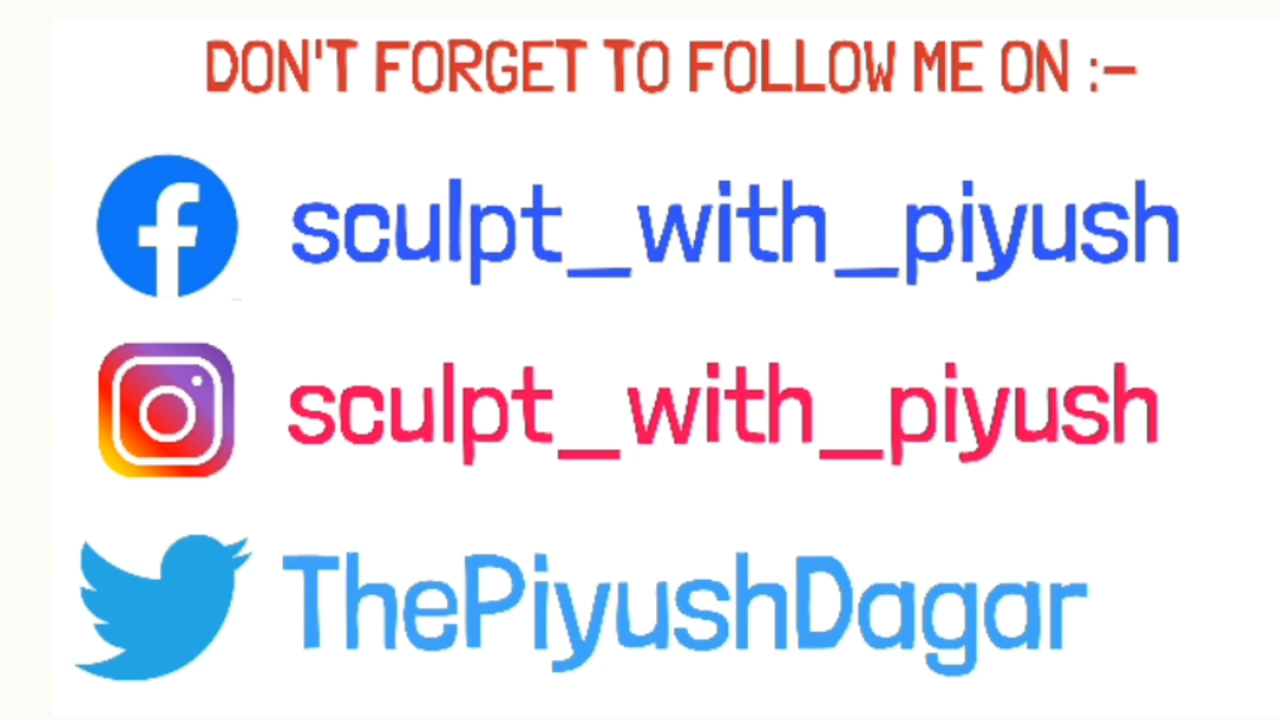 DON'T FORGET TO FOLLOW ME ON :-
sculpt_with_piyush
sculpt_with_piyush
ThePiyushDagar